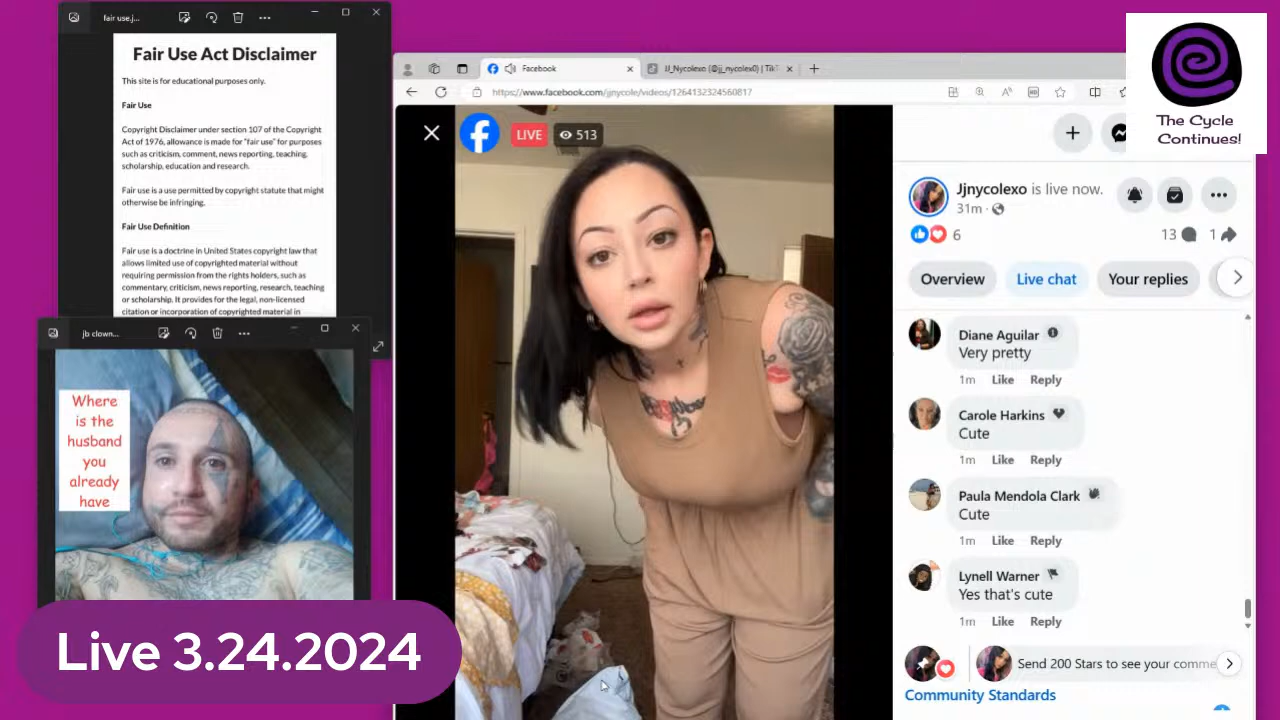 fair use.j...
Fair Use Act Disclaimer
This site is for educational purposes only.
Fair Use
Copyright Disclaimer under section 107 of the Copyright
Act of 1976, allowance is made for "fair use" for purposes
such as criticism, comment, news reporting, teaching,
scholarship, education and research.
Fair use is a use permitted by copyright statute that might
otherwise be infringing.
Fair Use Definition
Fair use is a doctrine in United States copyright law that
allows limited use of copyrighted material without
requiring permission from the rights holders, such as
commentary, criticism, news reporting, research, teaching
or scholarship. It provides for the legal, non-licensed
citation or incorporation of copyrighted material in
jb clown...
Where
is the
husband
you
already
have
Live 3.24.2024
Facebook
JJ_Nycolexo (@jj_nycolex0) | Tik
https://www.facebook.com/jjnycole/videos/1264132324560817
LIVE
513
The Cycle
Continues!
Jjnycolexo is live now.
31m
6
13
1
Overview
Live chat
Your replies
Diane Aguilar
Very pretty
1m Like Reply
Carole Harkins
Cute
1m Like Reply
Paula Mendola Clark
Cute
1m Like Reply
Lynell Warner
Yes that's cute
1m Like Reply
Send 200 Stars to see your comme
Community Standards